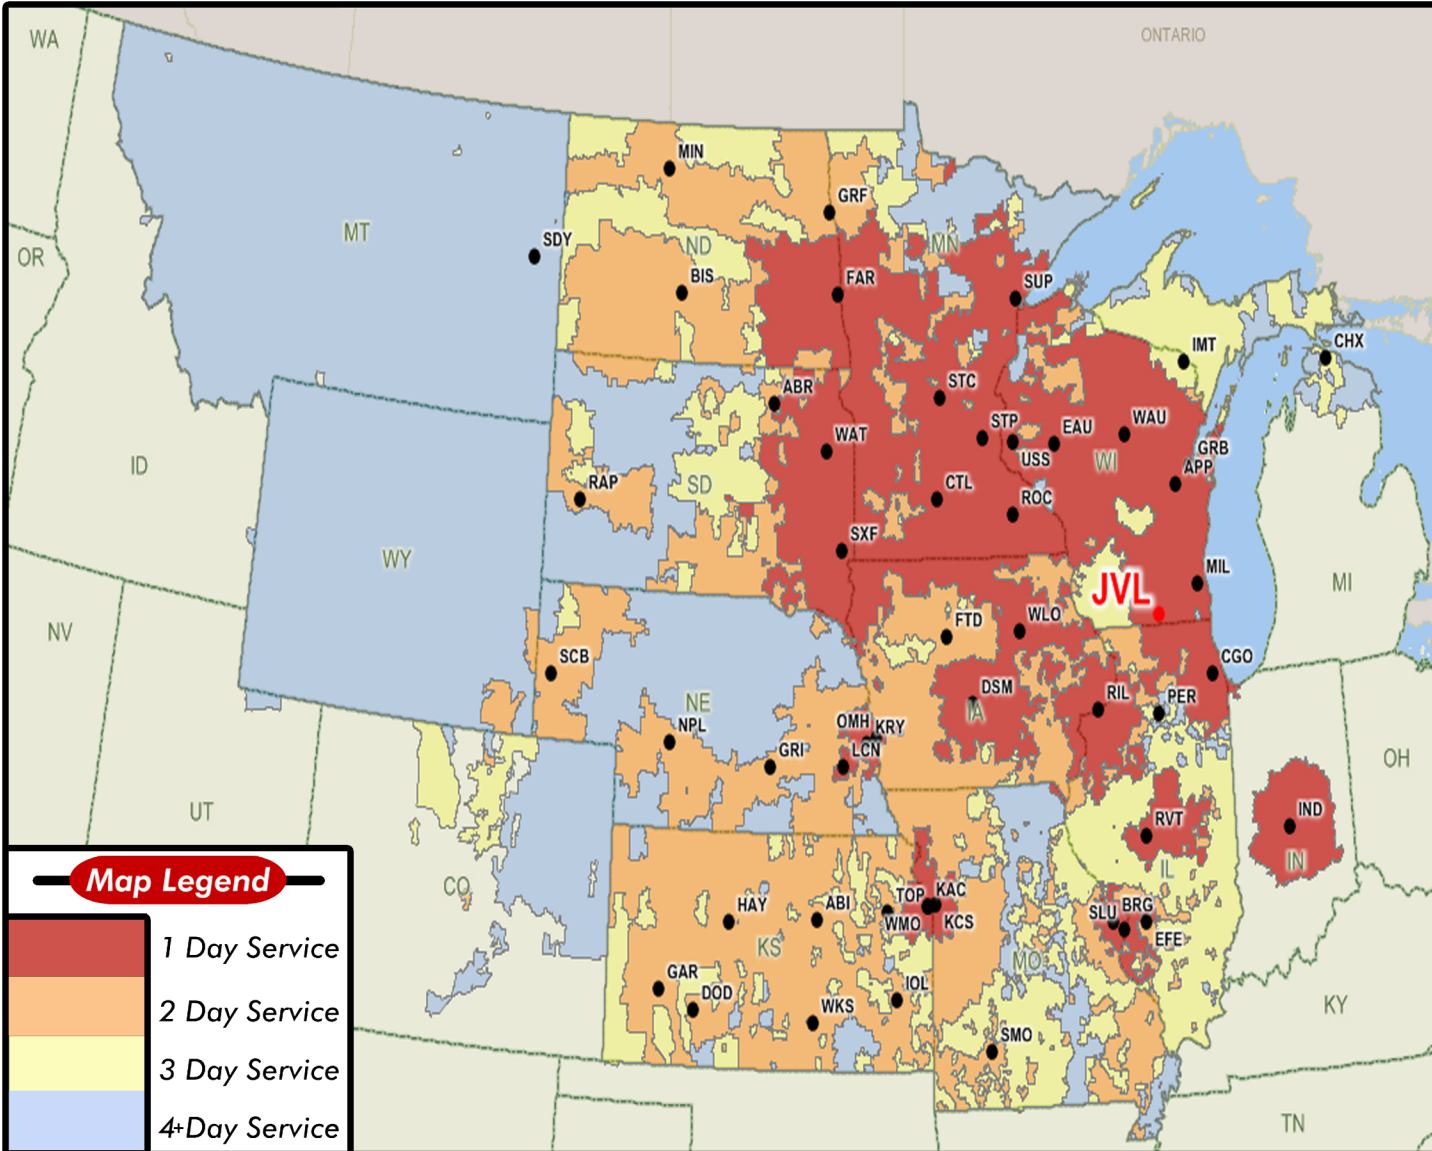 WA
ONTARIO
MIN
GRF
MT
SDY
ND
MN
OR
BIS
FAR
SUP
IMT
CHX
ABR
STC
WAT
STP
EAU
WAU
GRB
USS
WI
APP
ID
RAP
SD
CTL
ROC
SXF
WY
MIL
MI
JVL
NV
FTD
WLO
SCB
CGO
DSM
RIL
PER
NE
IA
OMH
KRY
NPL
LCN
GRI
OH
UT
IND
RVT
IN
IL
Map Legend
CO
TOP
KAC
HAY
ABI
SLU
BRG
WMO
KCS
1 Day Service
KS
EFE
MO
GAR
DOD
IOL
2 Day Service
WKS
KY
SMO
3 Day Service
4+Day Service
TN